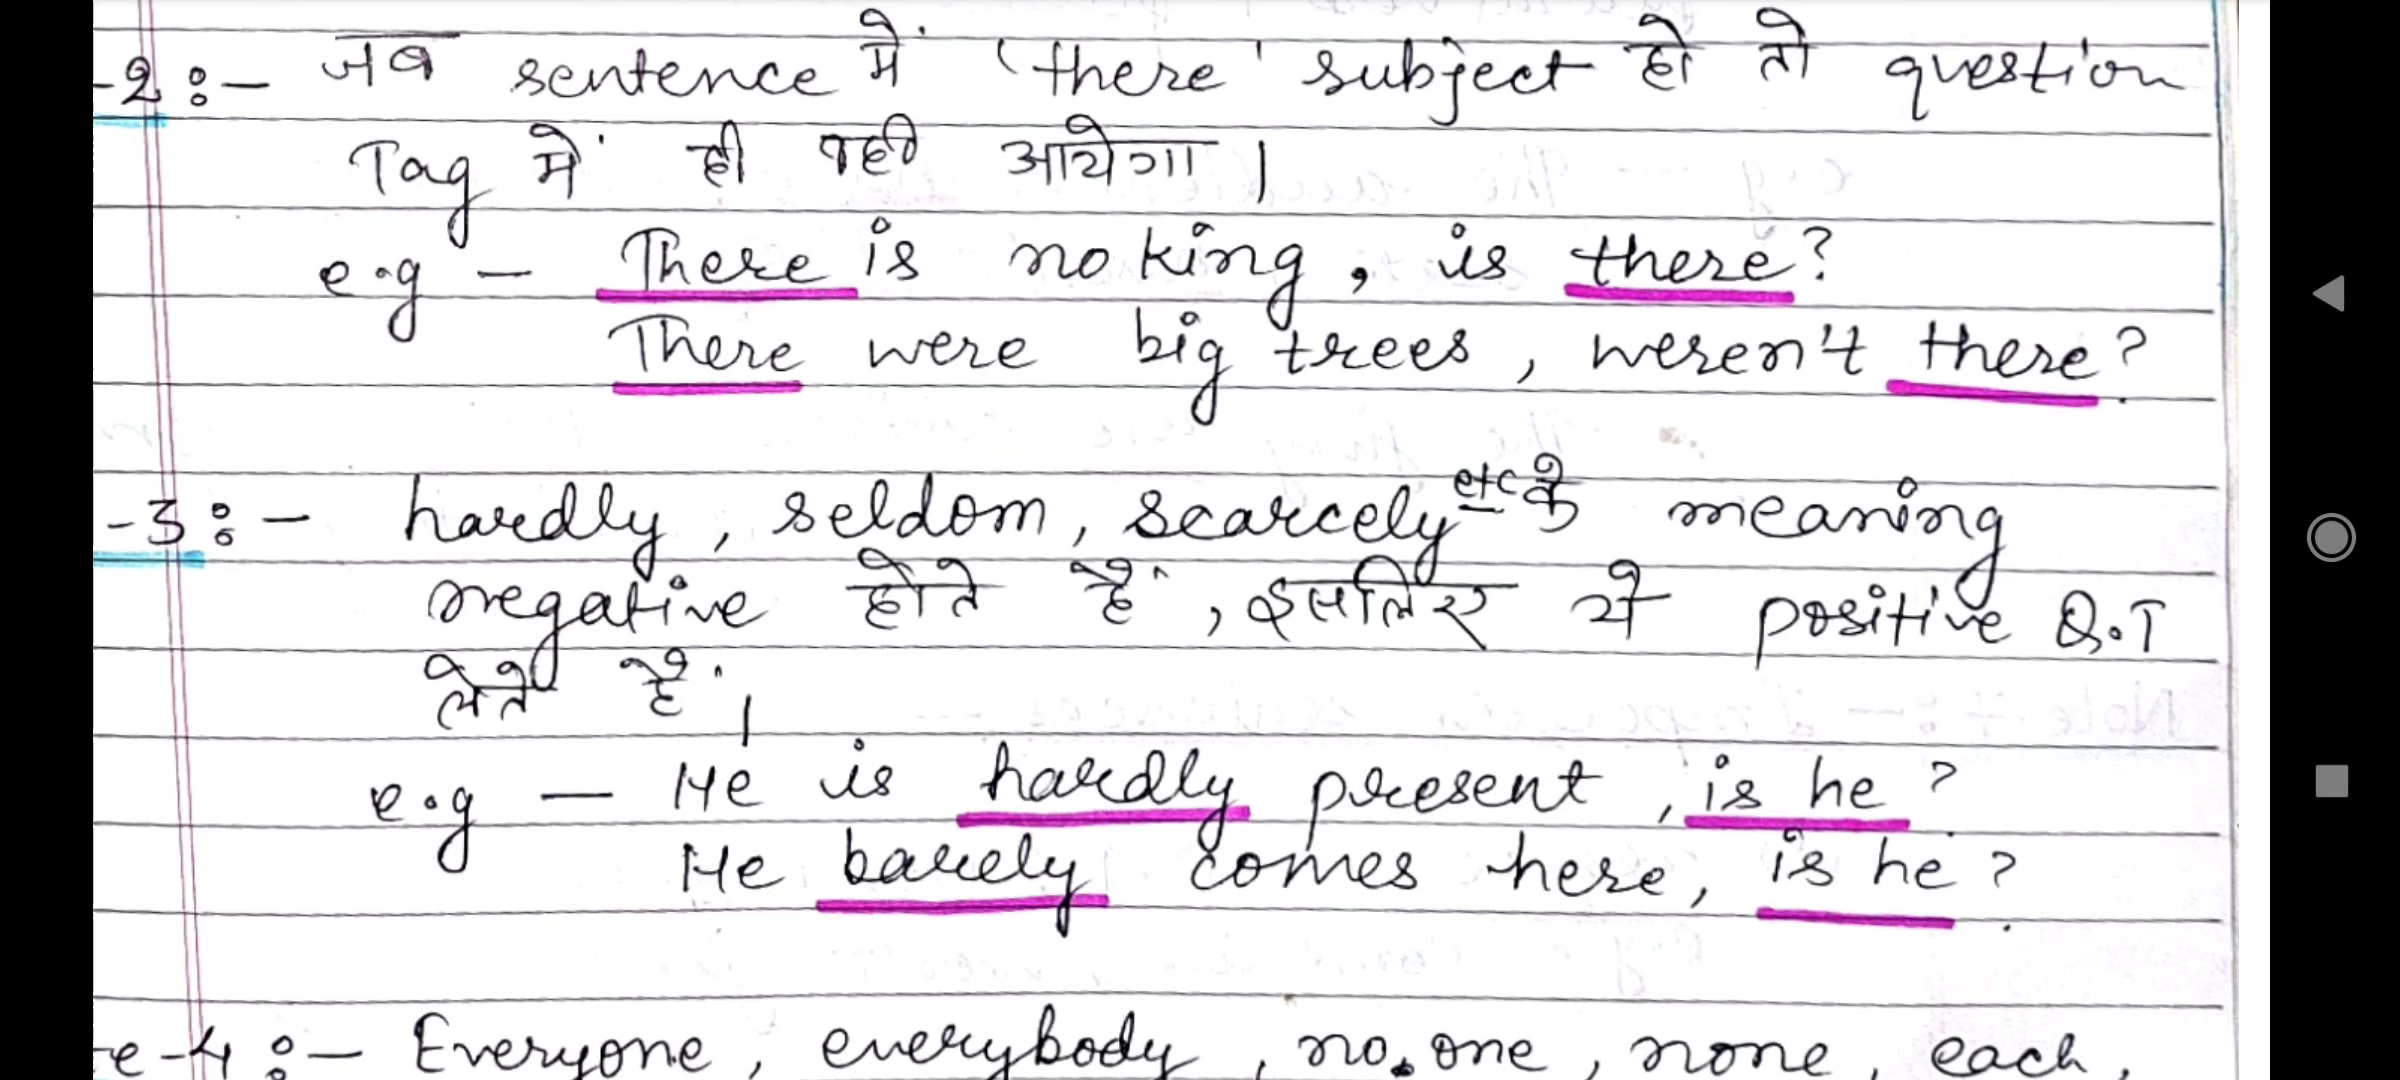 -2:- जब sentence में 'there' subject हो तो question
Tag में ही वही आयेगा।
e.g - There is no king, is there?
There were big trees, weren't there?
-3:- hardly, seldom, scarcely etc के meaning
negative होते हैं, इसलिए ये positive Q.T
लेते हैं।
e.g - He is hardly present, is he?
He barely comes here, is he?
e-4:- Everyone, everybody, no.one, none, each,